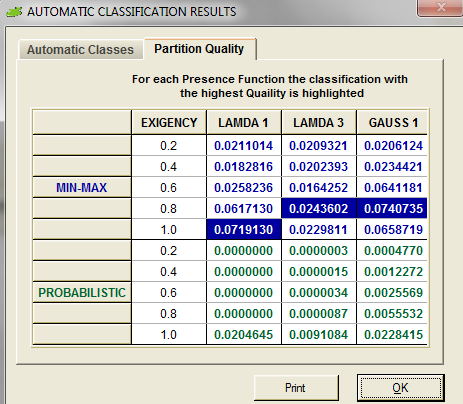 AUTOMATIC CLASSIFICATION RESULTS
Automatic Classes Partition Quality
For each Presence Function the classification with
the highest Quaility is highlighted
EXIGENCY LAMDA 1 LAMDA 3 GAUSS 1
0.2 0.0211014 0.0209321 0.0206124
0.4 0.0182816 0.0202393 0.0234421
MIN-MAX 0.6 0.0258236 0.0164252 0.0641181
0.8 0.0617130 0.0243602 0.0740735
1.0 0.0719130 0.0229811 0.0658719
0.2 0.0000000 0.0000003 0.0004770
0.4 0.0000000 0.0000015 0.0012272
PROBABILISTIC 0.6 0.0000000 0.0000034 0.0025569
0.8 0.0000000 0.0000087 0.0055532
1.0 0.0204645 0.0091084 0.0228415
Print OK